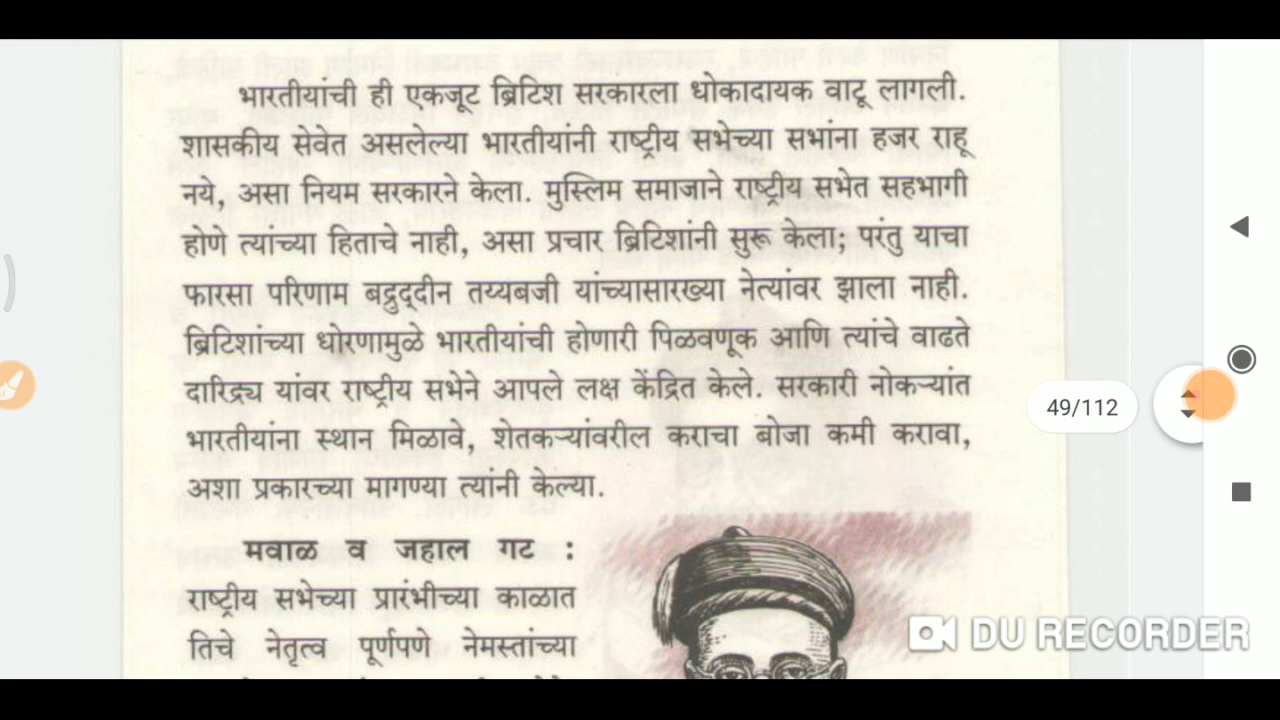 भारतीयांची ही एकजूट ब्रिटिश सरकारला धोकादायक वाटू लागली.
शासकीय सेवेत असलेल्या भारतीयांनी राष्ट्रीय सभेच्या सभांना हजर राहू
नये, असा नियम सरकारने केला. मुस्लिम समाजाने राष्ट्रीय सभेत सहभागी
होणे त्यांच्या हिताचे नाही, असा प्रचार ब्रिटिशांनी सुरू केला; परंतु याचा
फारसा परिणाम बद्रुद्‌दीन तय्यबजी यांच्यासारख्या नेत्यांवर झाला नाही.
ब्रिटिशांच्या धोरणामुळे भारतीयांची होणारी पिळवणूक आणि त्यांचे वाढते
दारिद्र्य यांवर राष्ट्रीय सभेने आपले लक्ष केंद्रित केले. सरकारी नोकऱ्यांत
भारतीयांना स्थान मिळावे, शेतकऱ्यांवरील कराचा बोजा कमी करावा,
अशा प्रकारच्या मागण्या त्यांनी केल्या.
मवाळ व जहाल गट :
राष्ट्रीय सभेच्या प्रारंभीच्या काळात
तिचे नेतृत्व पूर्णपणे नेमस्तांच्या
49/112
DU RECORDER